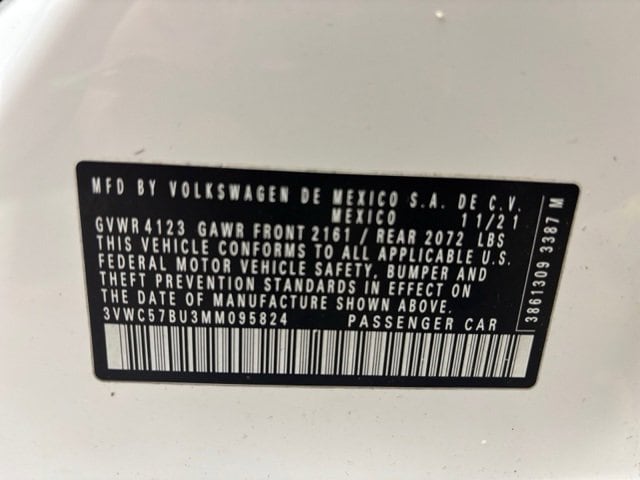 MFD BY VOLKSWAGEN DE MEXICO S.A. DE C.V.
MEXICO 11/21
GVWR 4123 GAWR FRONT 2161 / REAR 2072 LBS
THIS VEHICLE CONFORMS TO ALL APPLICABLE U.S.
FEDERAL MOTOR VEHICLE SAFETY, BUMPER AND
THEFT PREVENTION STANDARDS IN EFFECT ON
THE DATE OF MANUFACTURE SHOWN ABOVE.
3VWC57BU3MM095824 PASSENGER CAR
3861309 3387 M